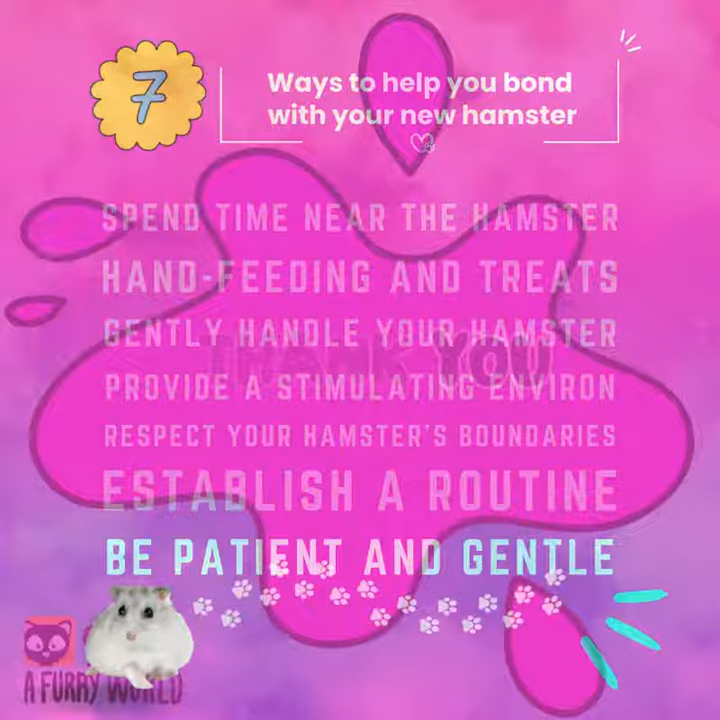 7
Ways to help you bond
with your new hamster
SPEND TIME NEAR THE HAMSTER
HAND-FEEDING AND TREATS
GENTLY HANDLE YOUR HAMSTER
THANK YOU
PROVIDE A STIMULATING ENVIRON
RESPECT YOUR HAMSTER'S BOUNDARIES
ESTABLISH A ROUTINE
BE PATIENT AND GENTLE
A FURRY WORLD